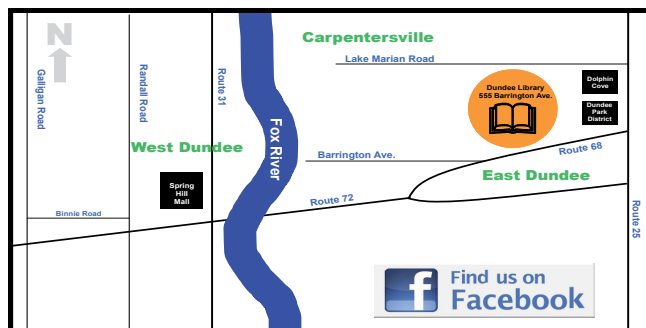 N
Carpentersville
Lake Marian Road
Galligan Road
Randall Road
Route 31
Fox River
Dundee Library
555 Barrington Ave.
Dolphin
Cove
Dundee
Park
District
West Dundee
Barrington Ave.
Route 68
East Dundee
Spring
Hill
Mall
Binnie Road
Route 72
Route 25
f
Find us on
Facebook